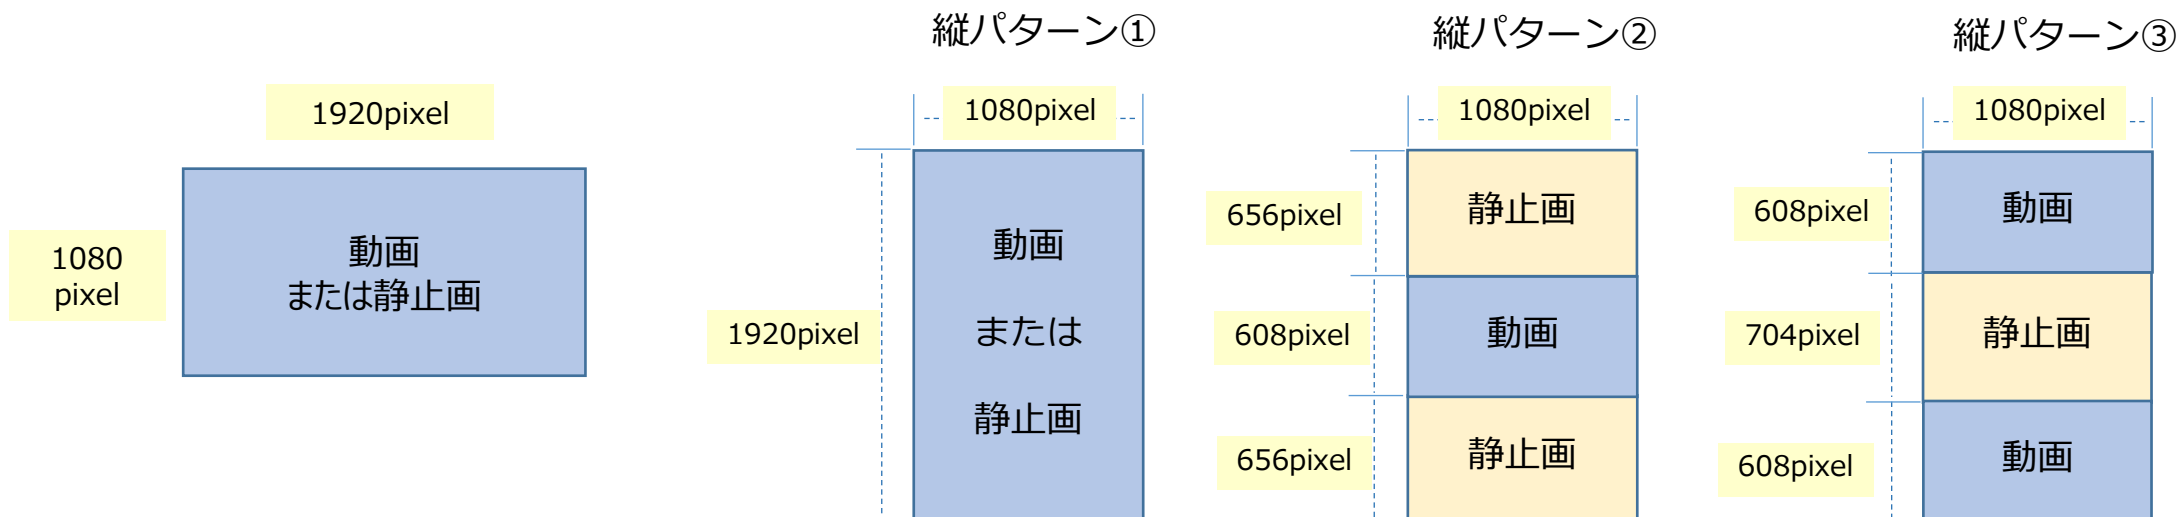 縦パターン①
縦パターン②
縦パターン③
1920pixel
1080
pixel
動画
または静止画
1080pixel
1920pixel
動画
または
静止画
1080pixel
656pixel
静止画
608pixel
動画
656pixel
静止画
1080pixel
608pixel
動画
704pixel
静止画
608pixel
動画